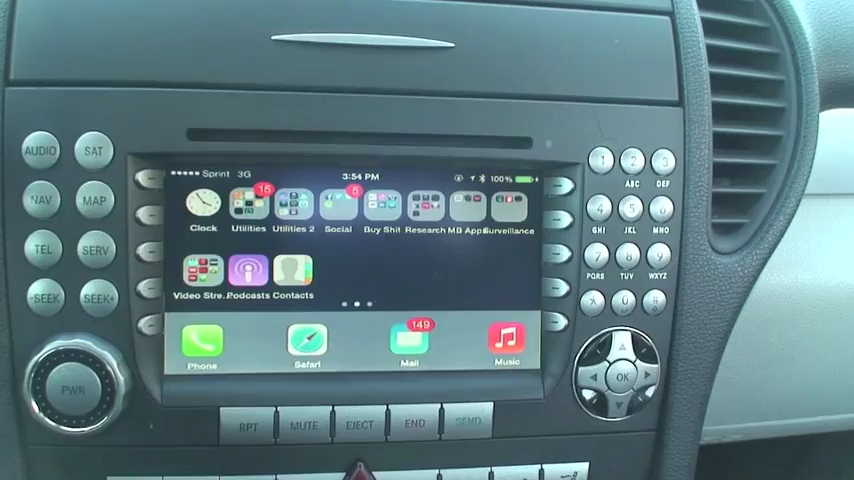 AUDIO SAT
NAV MAP
TEL SERV
-SEEK SEEK+
PWR
Sprint 3G 3:54 PM 100%
15 5
Clock Utilities Utilities 2 Social Buy Shit Research MB Apps Surveillance
Video Stre... Podcasts Contacts
149
Phone Safari Mail Music
1 2 3
ABC DEF
4 5 6
GHI JKL MNO
7 8 9
PQRS TUV WXYZ
* 0 #
OK
RPT MUTE EJECT END SEND